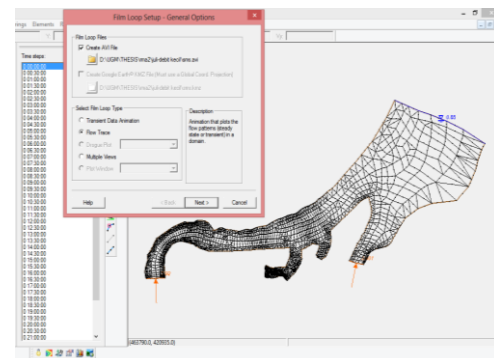 Film Loop Setup - General Options
Elements
Film Loop Files
Create AVI File
Select Film Loop Type
Transient Data Animation
Flow Trace
Drogue Plot
Multiple Views
Plot Window
Description
Animation that plots the
flow patterns (steady
state or transient) in a
domain.
Help
< Back
Next >
Cancel
Time steps:
0 00:00:00
0 00:30:00
0 01:00:00
0 01:30:00
0 02:00:00
0 02:30:00
0 03:00:00
0 03:30:00
0 04:00:00
0 04:30:00
0 05:00:00
0 05:30:00
0 06:00:00
0 06:30:00
0 07:00:00
0 07:30:00
0 08:00:00
0 08:30:00
0 09:00:00
0 09:30:00
0 10:00:00
0 10:30:00
0 11:00:00
0 11:30:00
0 12:00:00
0 12:30:00
0 13:00:00
0 13:30:00
0 14:00:00
0 14:30:00
0 15:00:00
0 15:30:00
0 16:00:00
0 16:30:00
0 17:00:00
0 17:30:00
0 18:00:00
0 18:30:00
0 19:00:00
0 19:30:00
0 20:00:00
0 20:30:00
0 21:00:00
0.85